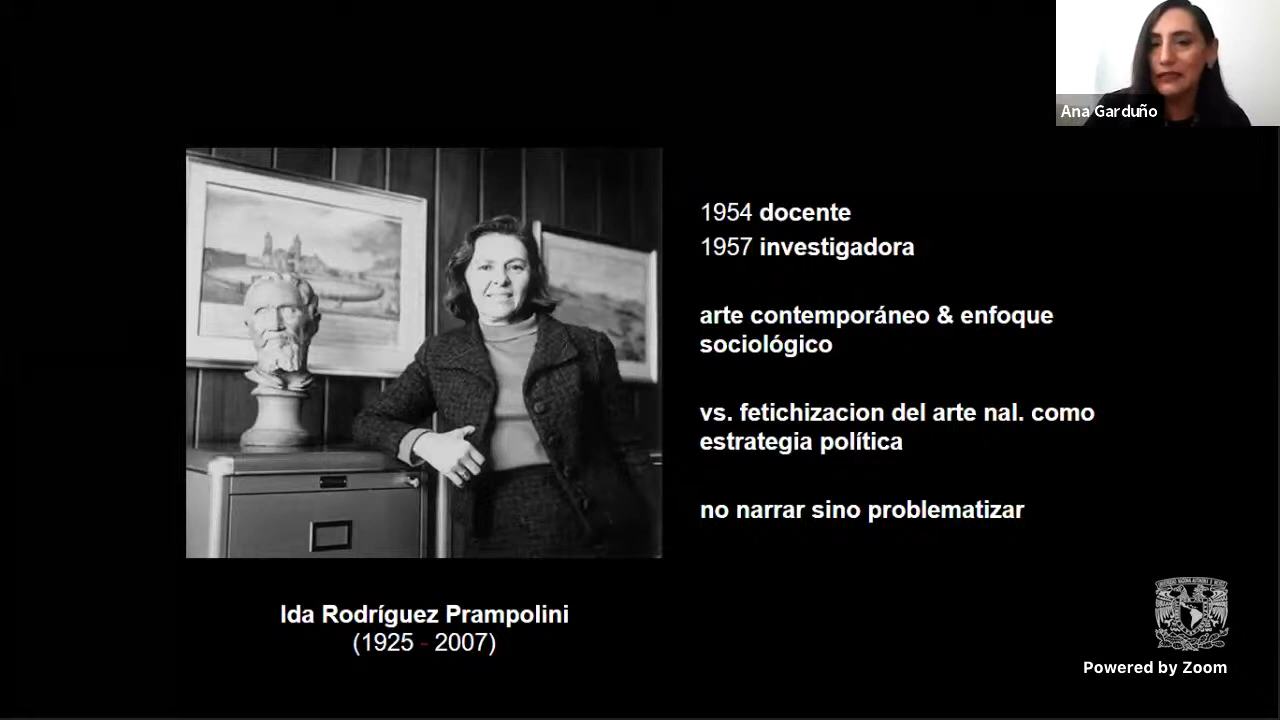 Ana Garduño
1954 docente
1957 investigadora
arte contemporáneo & enfoque
sociológico
vs. fetichizacion del arte nal. como
estrategia política
no narrar sino problematizar
Ida Rodríguez Prampolini
(1925 - 2007)
Powered by Zoom